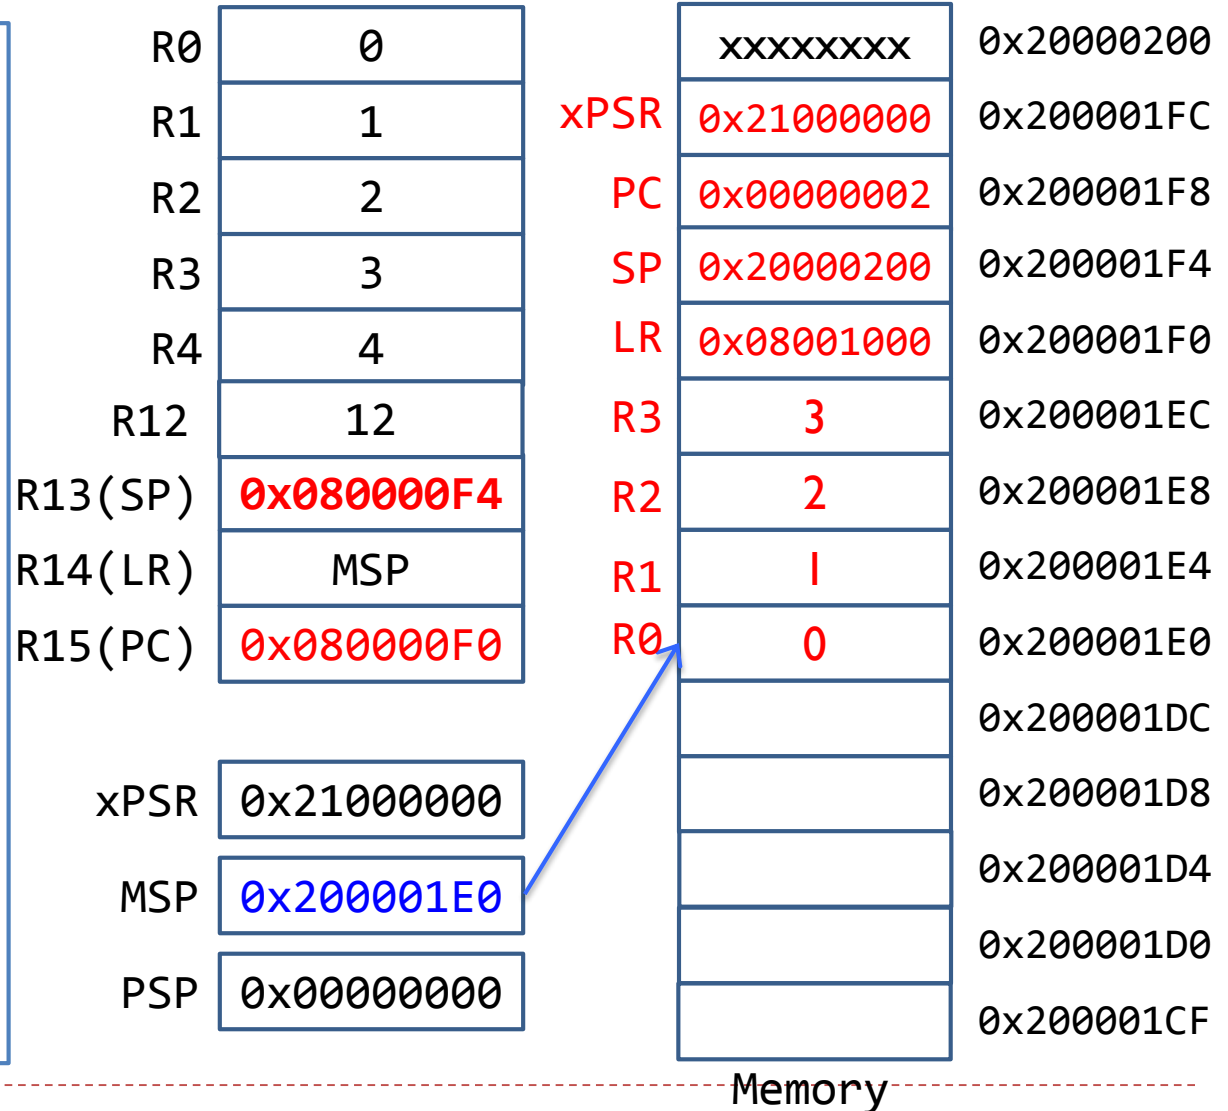 R0 0
R1 1
R2 2
R3 3
R4 4
R12 12
R13(SP) 0x080000F4
R14(LR) MSP
R15(PC) 0x080000F0
xPSR 0x21000000
MSP 0x200001E0
PSP 0x00000000
xxxxxxxx 0x20000200
xPSR 0x21000000 0x200001FC
PC 0x00000002 0x200001F8
SP 0x20000200 0x200001F4
LR 0x08001000 0x200001F0
R3 3 0x200001EC
R2 2 0x200001E8
R1 1 0x200001E4
R0 0 0x200001E0
0x200001DC
0x200001D8
0x200001D4
0x200001D0
0x200001CF
Memory